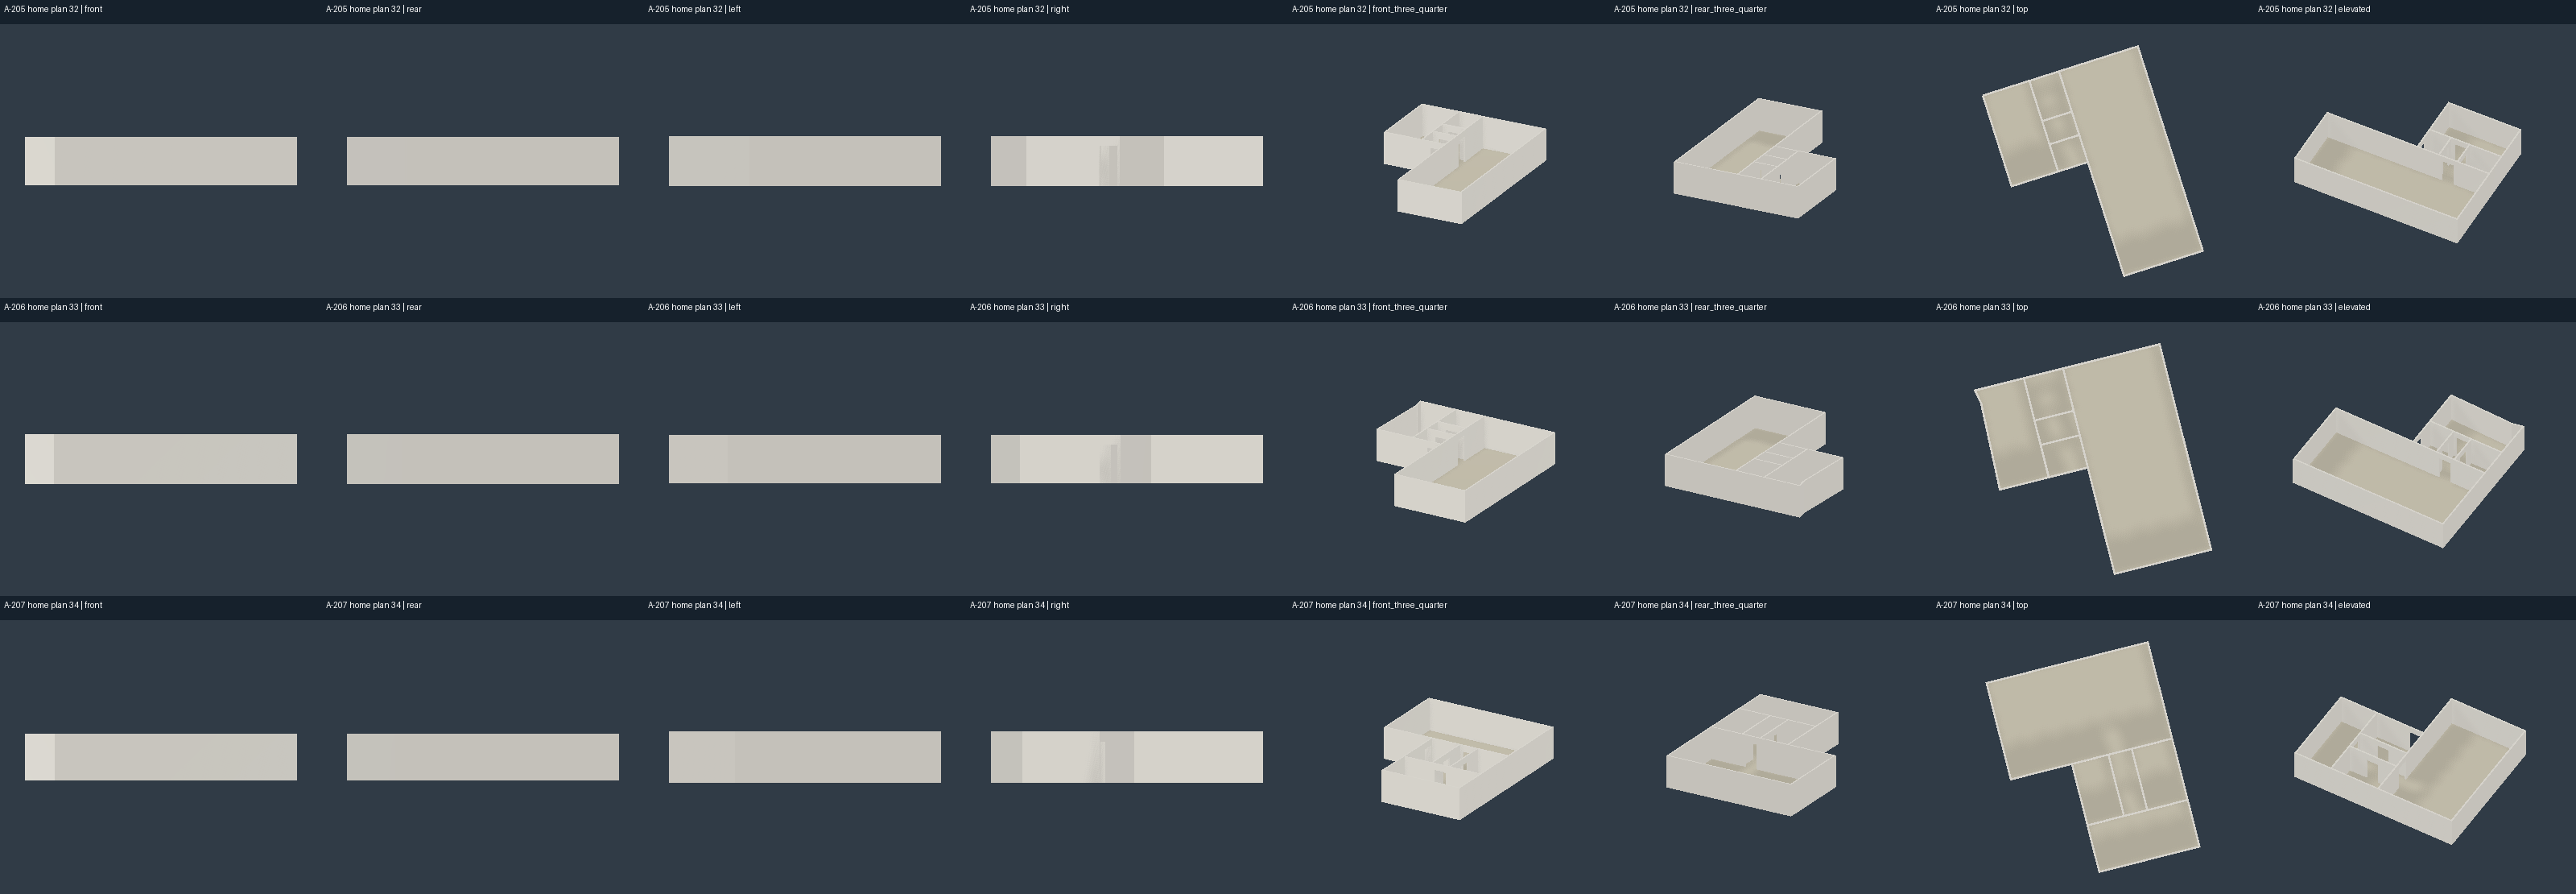 A-205 home plan 32 | front
A-205 home plan 32 | rear
A-205 home plan 32 | left
A-205 home plan 32 | right
A-205 home plan 32 | front_three_quarter
A-205 home plan 32 | rear_three_quarter
A-205 home plan 32 | top
A-205 home plan 32 | elevated
A-206 home plan 33 | front
A-206 home plan 33 | rear
A-206 home plan 33 | left
A-206 home plan 33 | right
A-206 home plan 33 | front_three_quarter
A-206 home plan 33 | rear_three_quarter
A-206 home plan 33 | top
A-206 home plan 33 | elevated
A-207 home plan 34 | front
A-207 home plan 34 | rear
A-207 home plan 34 | left
A-207 home plan 34 | right
A-207 home plan 34 | front_three_quarter
A-207 home plan 34 | rear_three_quarter
A-207 home plan 34 | top
A-207 home plan 34 | elevated